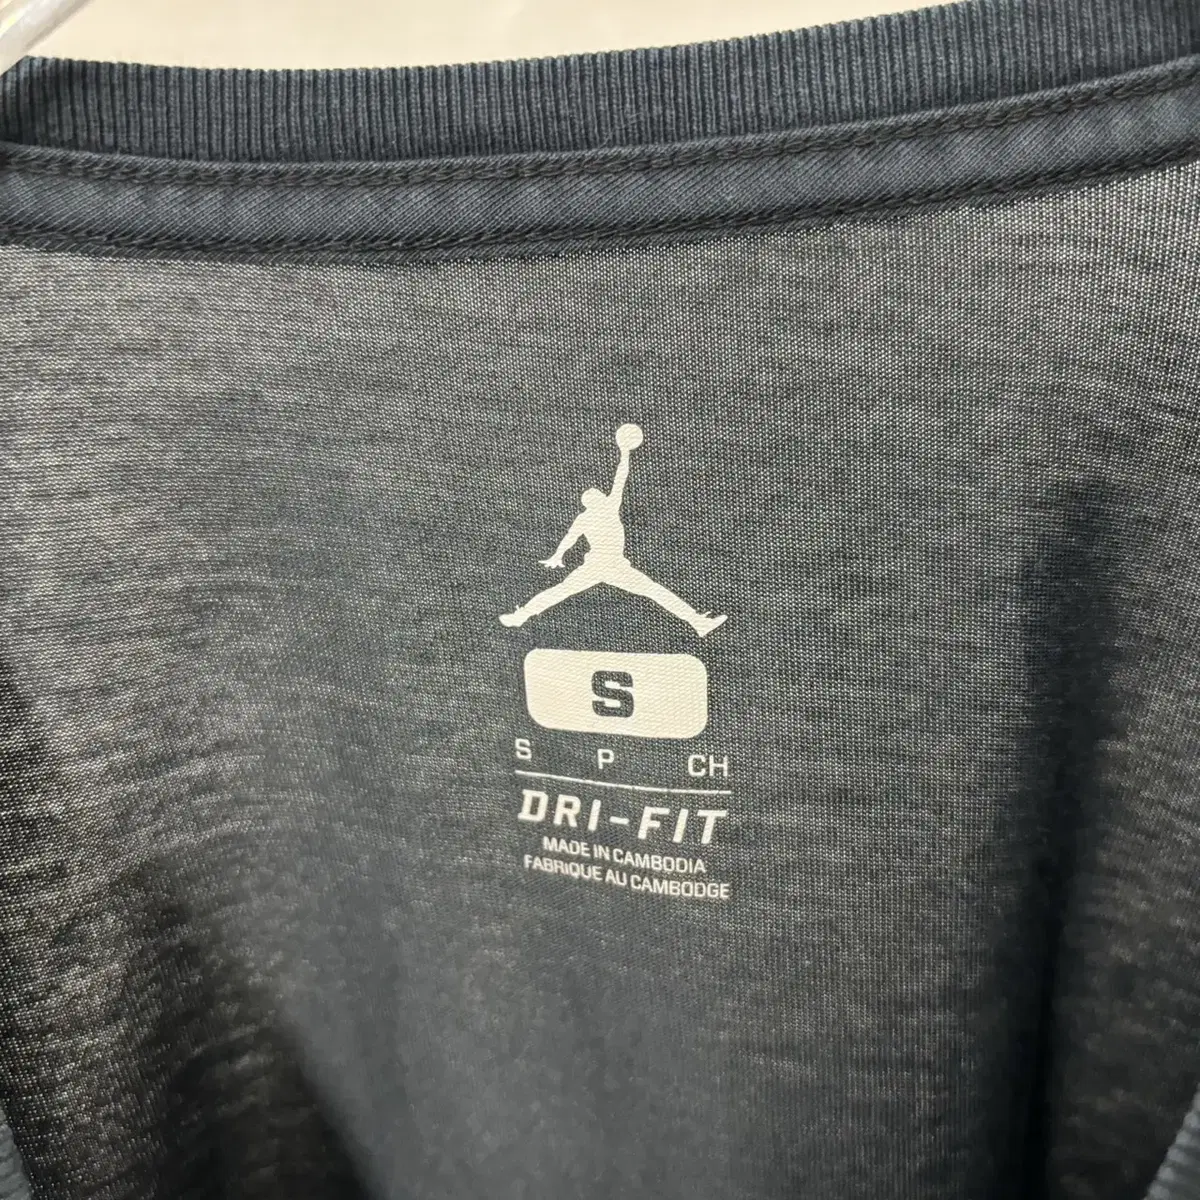 S
S P CH
DRI-FIT
MADE IN CAMBODIA
FABRIQUE AU CAMBODGE